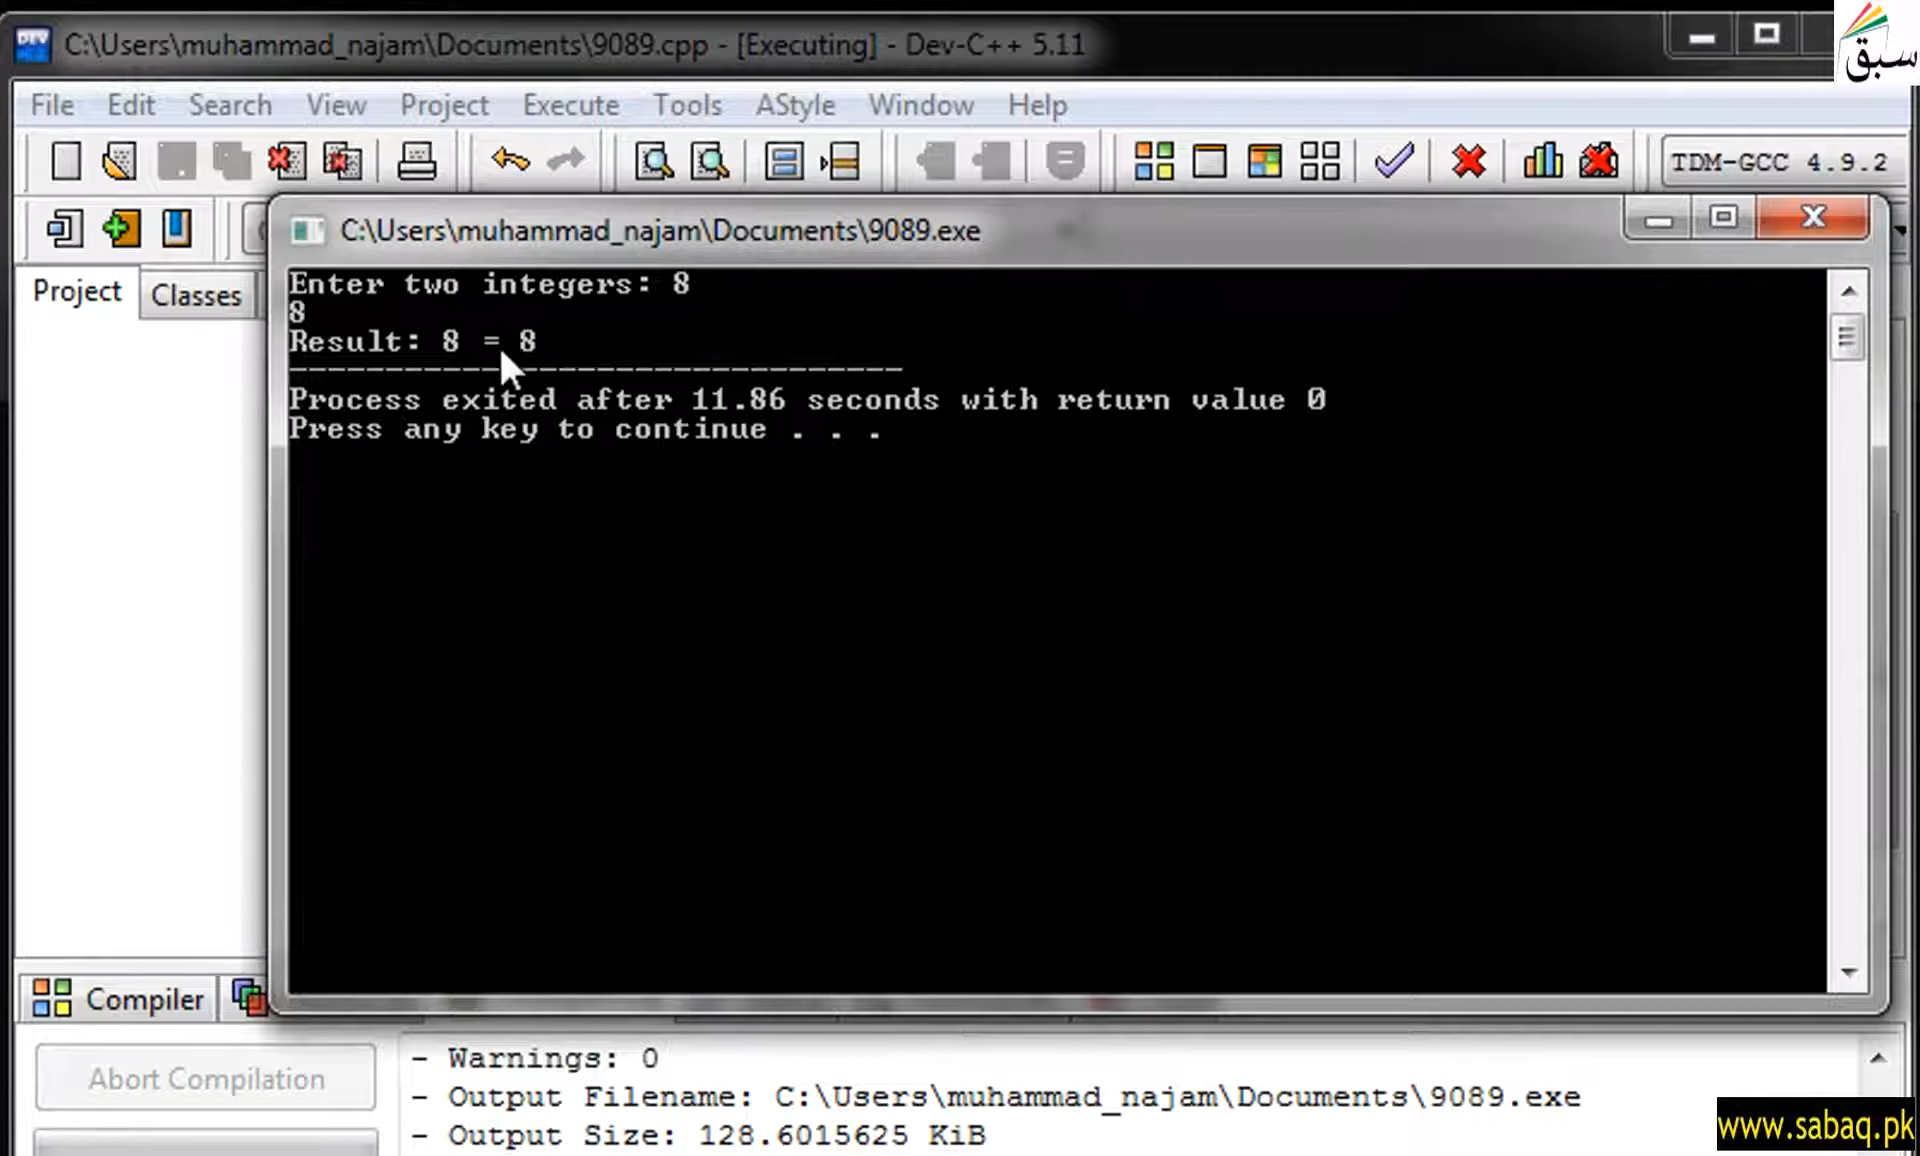 C:\Users\muhammad_najam\Documents\9089.cpp - [Executing] - Dev-C++ 5.11
سبق
File Edit Search View Project Execute Tools AStyle Window Help
TDM-GCC 4.9.2
C:\Users\muhammad_najam\Documents\9089.exe
Project Classes
Enter two integers: 8
8
Result: 8 = 8
--------------------------------
Process exited after 11.86 seconds with return value 0
Press any key to continue . . .
Compiler
Abort Compilation
- Warnings: 0
- Output Filename: C:\Users\muhammad_najam\Documents\9089.exe
- Output Size: 128.6015625 KiB
www.sabaq.pk